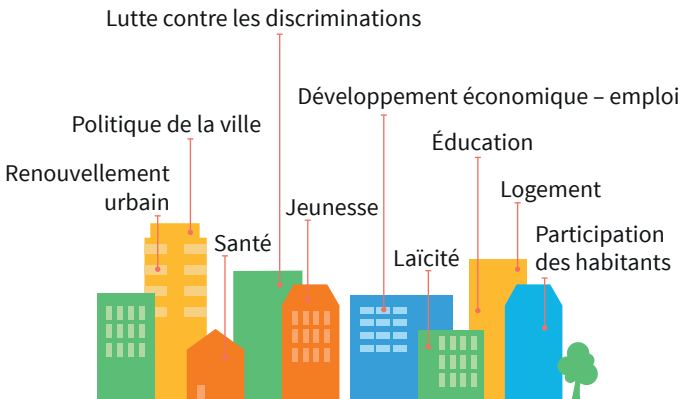 Lutte contre les discriminations
Développement économique – emploi
Politique de la ville
Éducation
Renouvellement
urbain
Logement
Jeunesse
Santé
Laïcité
Participation
des habitants